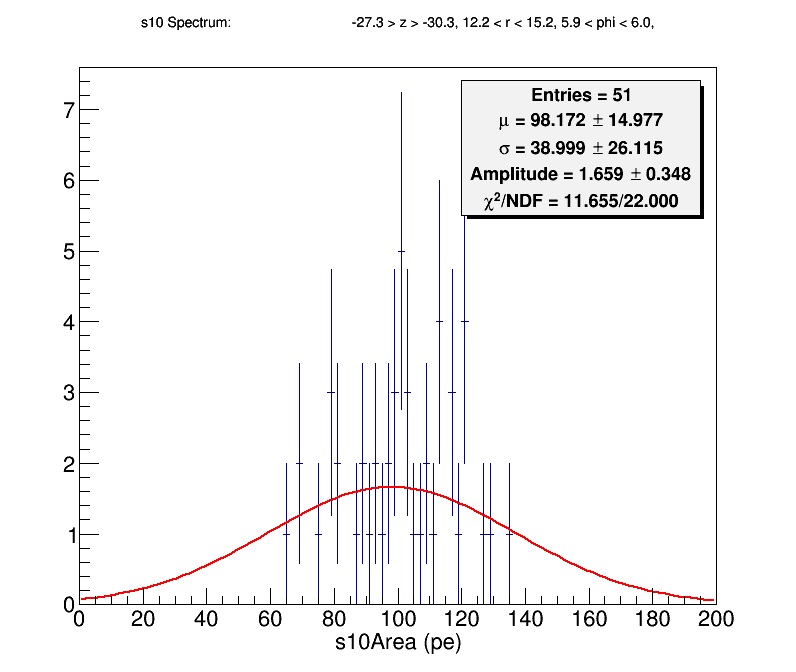 s10 Spectrum: -27.3 > z > -30.3, 12.2 < r < 15.2, 5.9 < phi < 6.0,
Entries = 51
μ = 98.172 ± 14.977
σ = 38.999 ± 26.115
Amplitude = 1.659 ± 0.348
χ²/NDF = 11.655/22.000
7
6
5
4
3
2
1
0
0 20 40 60 80 100 120 140 160 180 200
s10Area (pe)